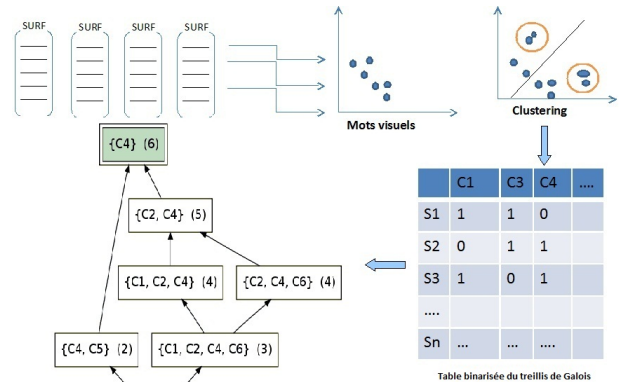 SURF SURF SURF SURF
Mots visuels
Clustering
{C4} (6)
{C2, C4} (5)
{C1, C2, C4} (4)
{C2, C4, C6} (4)
{C4, C5} (2)
{C1, C2, C4, C6} (3)
C1 C3 C4 ....
S1 1 1 0
S2 0 1 1
S3 1 0 1
....
Sn ... ... ....
Table binarisée du treillis de Galois